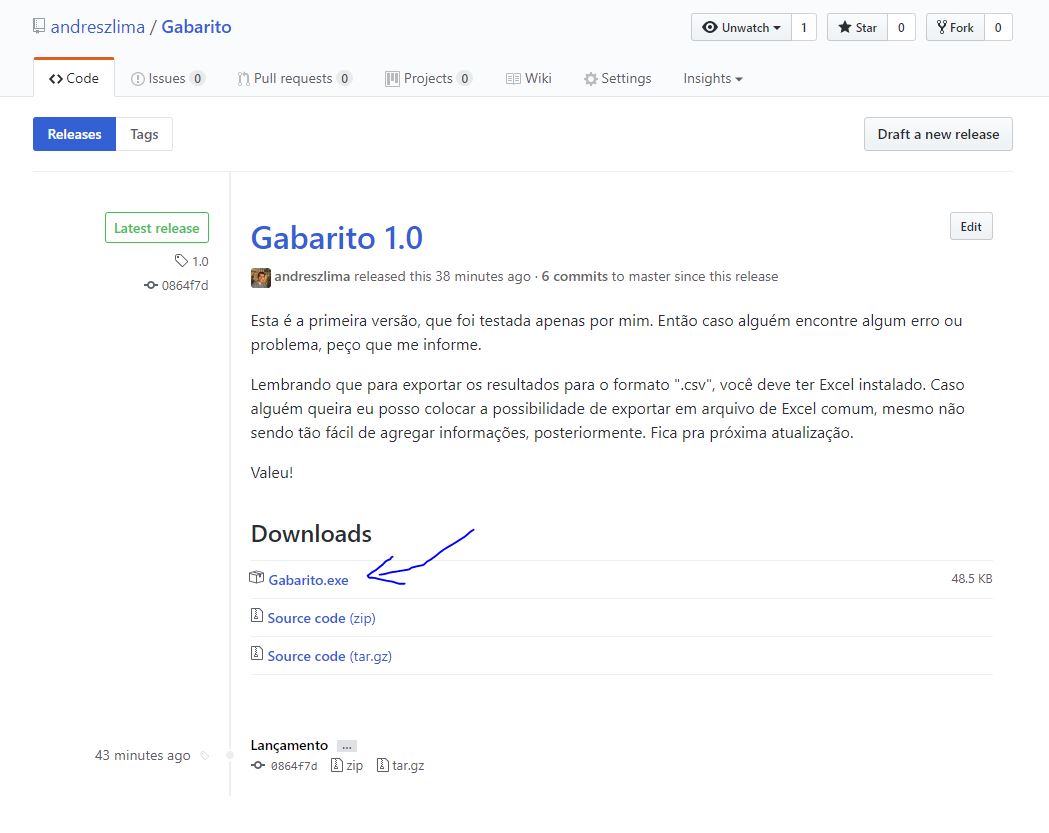 andreszlima / Gabarito
Unwatch 1 Star 0 Fork 0
Code Issues 0 Pull requests 0 Projects 0 Wiki Settings Insights
Releases Tags Draft a new release
Latest release
1.0
0864f7d
Gabarito 1.0
Edit
andreszlima released this 38 minutes ago · 6 commits to master since this release
Esta é a primeira versão, que foi testada apenas por mim. Então caso alguém encontre algum erro ou
problema, peço que me informe.
Lembrando que para exportar os resultados para o formato ".csv", você deve ter Excel instalado. Caso
alguém queira eu posso colocar a possibilidade de exportar em arquivo de Excel comum, mesmo não
sendo tão fácil de agregar informações, posteriormente. Fica pra próxima atualização.
Valeu!
Downloads
Gabarito.exe 48.5 KB
Source code (zip)
Source code (tar.gz)
43 minutes ago
Lançamento ...
0864f7d zip tar.gz